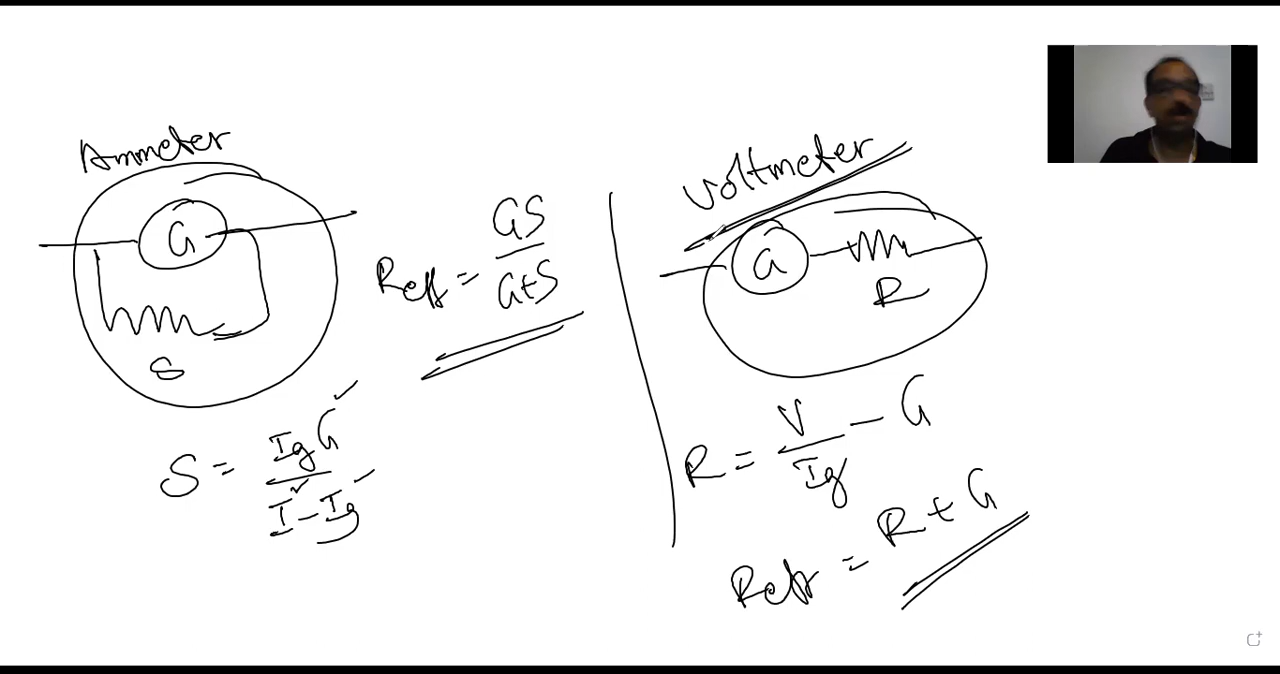 Ammeter
G
S
Reff = GS / G+S
S = IgG / I - Ig
Voltmeter
G
R
R = V / Ig - G
Reff = R + G